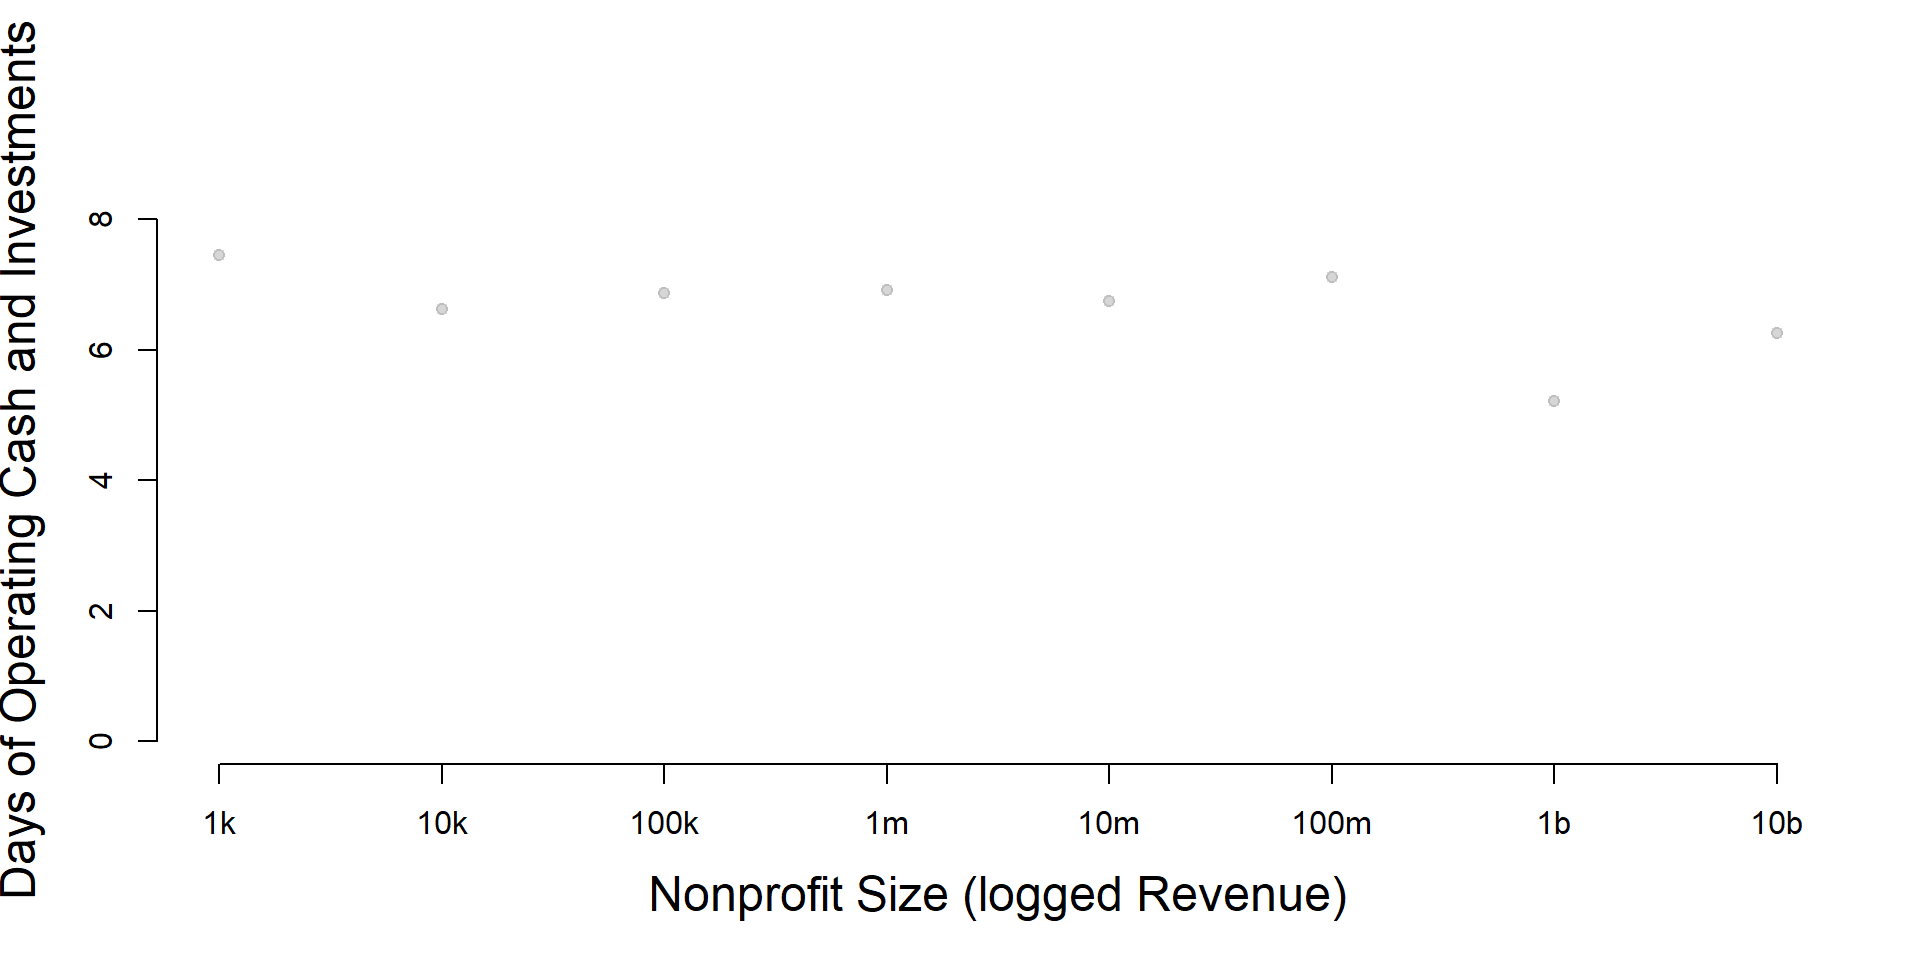 Days of Operating Cash and Investments
8
6
4
2
0
1k 10k 100k 1m 10m 100m 1b 10b
Nonprofit Size (logged Revenue)